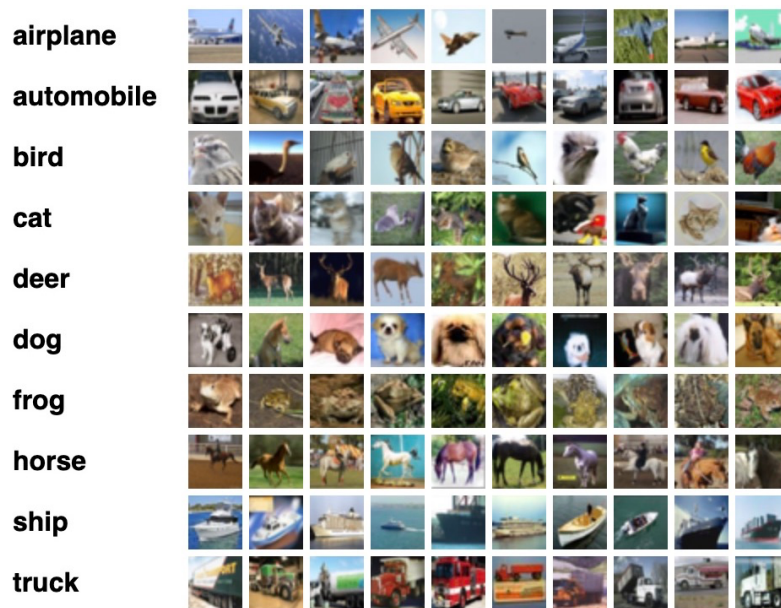 airplane
automobile
bird
cat
deer
dog
frog
horse
ship
truck